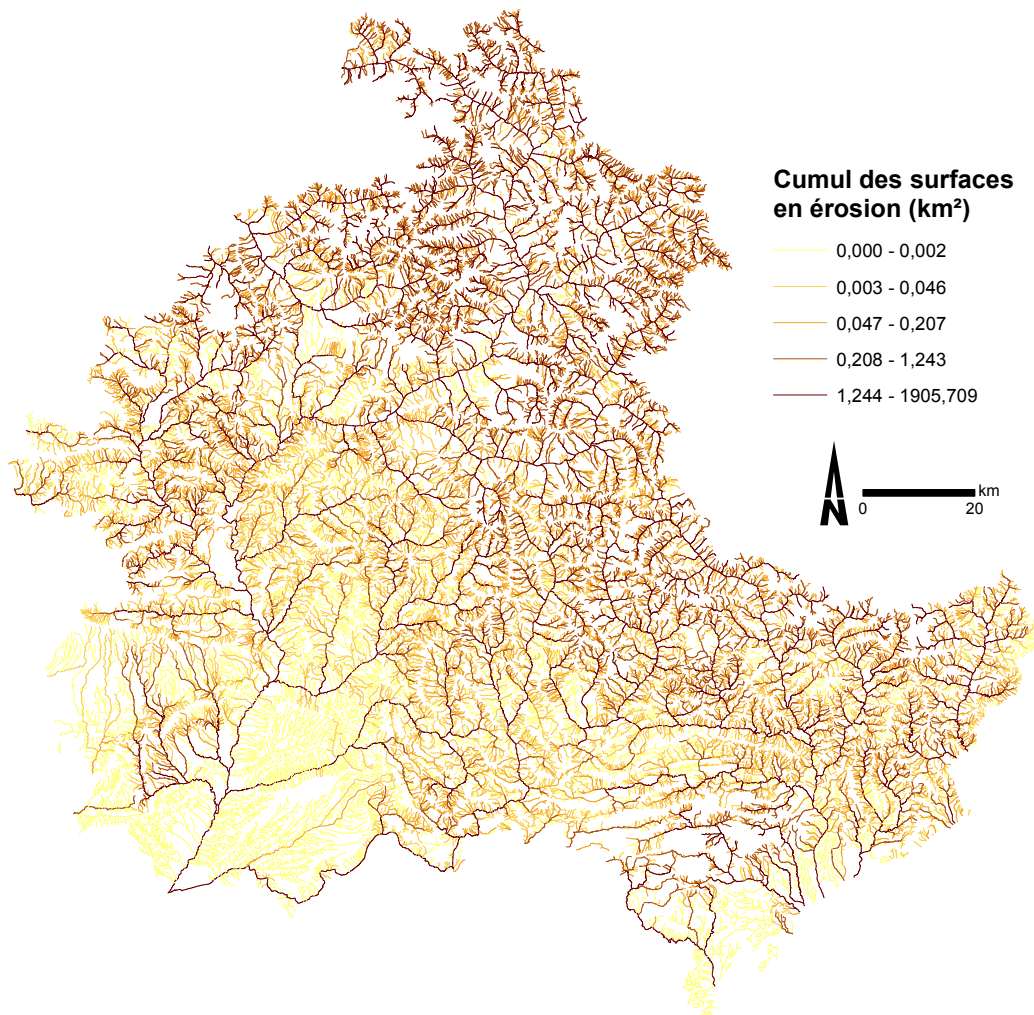 Cumul des surfaces
en érosion (km²)
0,000 - 0,002
0,003 - 0,046
0,047 - 0,207
0,208 - 1,243
1,244 - 1905,709
N
km
0 20